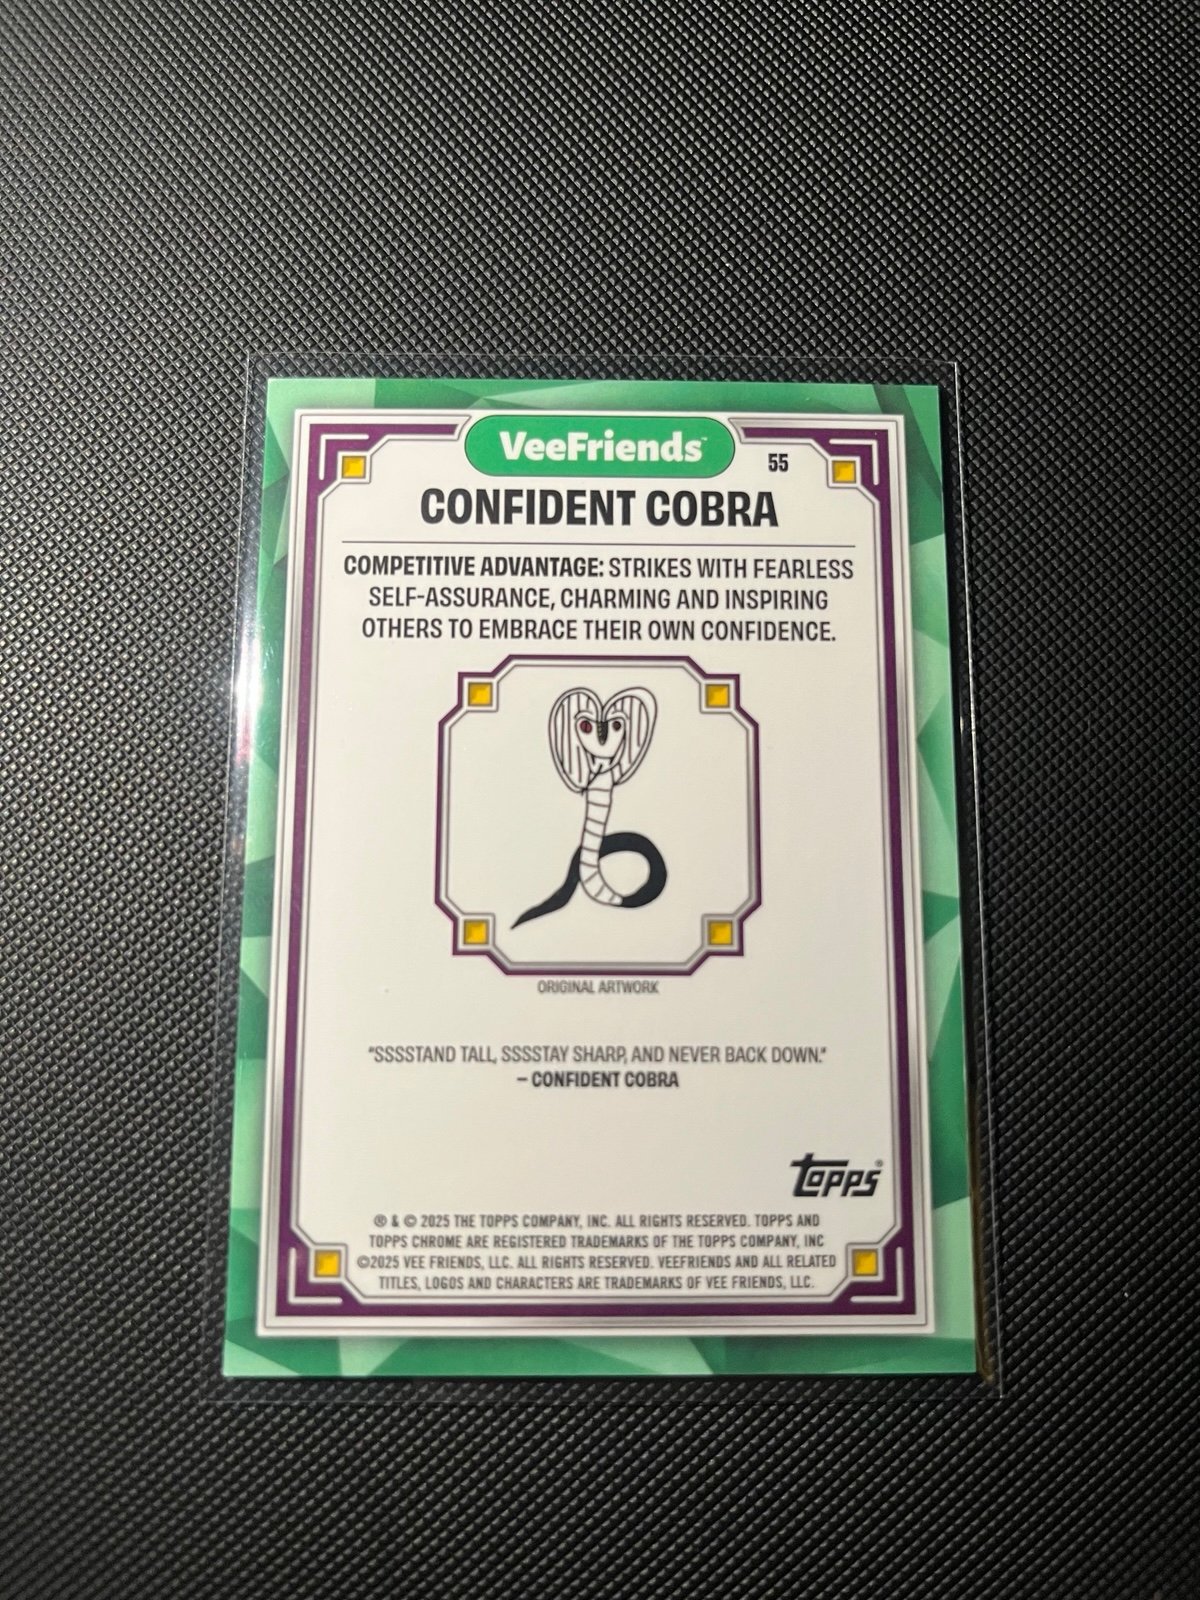 VeeFriends™
55
CONFIDENT COBRA
COMPETITIVE ADVANTAGE: STRIKES WITH FEARLESS
SELF-ASSURANCE, CHARMING AND INSPIRING
OTHERS TO EMBRACE THEIR OWN CONFIDENCE.
ORIGINAL ARTWORK
"SSSSTAND TALL, SSSSTAY SHARP, AND NEVER BACK DOWN."
– CONFIDENT COBRA
topps®
® & © 2025 THE TOPPS COMPANY, INC. ALL RIGHTS RESERVED. TOPPS AND
TOPPS CHROME ARE REGISTERED TRADEMARKS OF THE TOPPS COMPANY, INC
©2025 VEE FRIENDS, LLC. ALL RIGHTS RESERVED. VEEFRIENDS AND ALL RELATED
TITLES, LOGOS AND CHARACTERS ARE TRADEMARKS OF VEE FRIENDS, LLC.